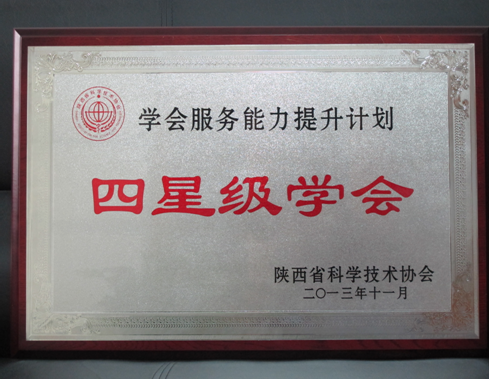 学会服务能力提升计划
四星级学会
陕西省科学技术协会
二〇一三年十一月